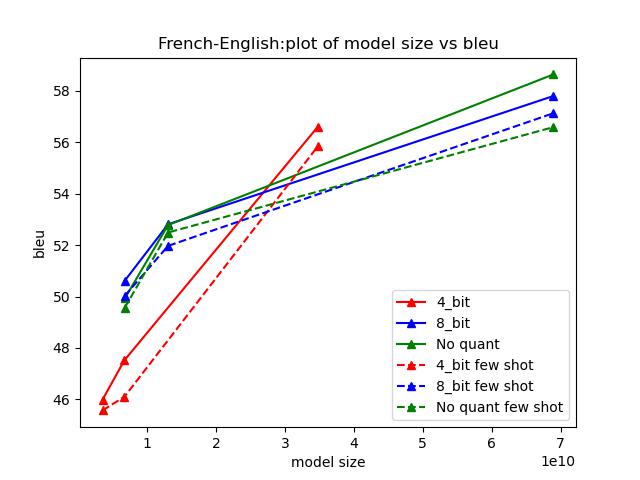 French-English:plot of model size vs bleu
bleu
58
56
54
52
50
48
46
4_bit
8_bit
No quant
4_bit few shot
8_bit few shot
No quant few shot
1 2 3 4 5 6 7
1e10
model size